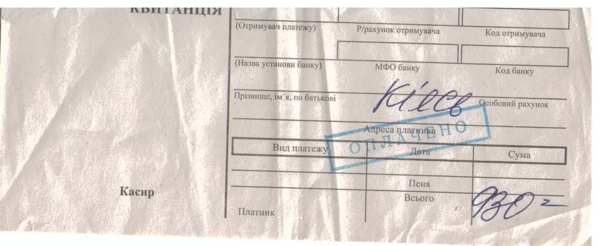 КВИТАНЦІЯ
(Отримувач платежу) Р/рахунок отримувача Код отримувача
(Назва установи банку) МФО банку Код банку
Прізвище, ім'я, по батькові Особовий рахунок
Адреса платника
ОПЛАЧЕНО
Вид платежу Дата Сума
Пеня
Касир
Всього 930=
Платник